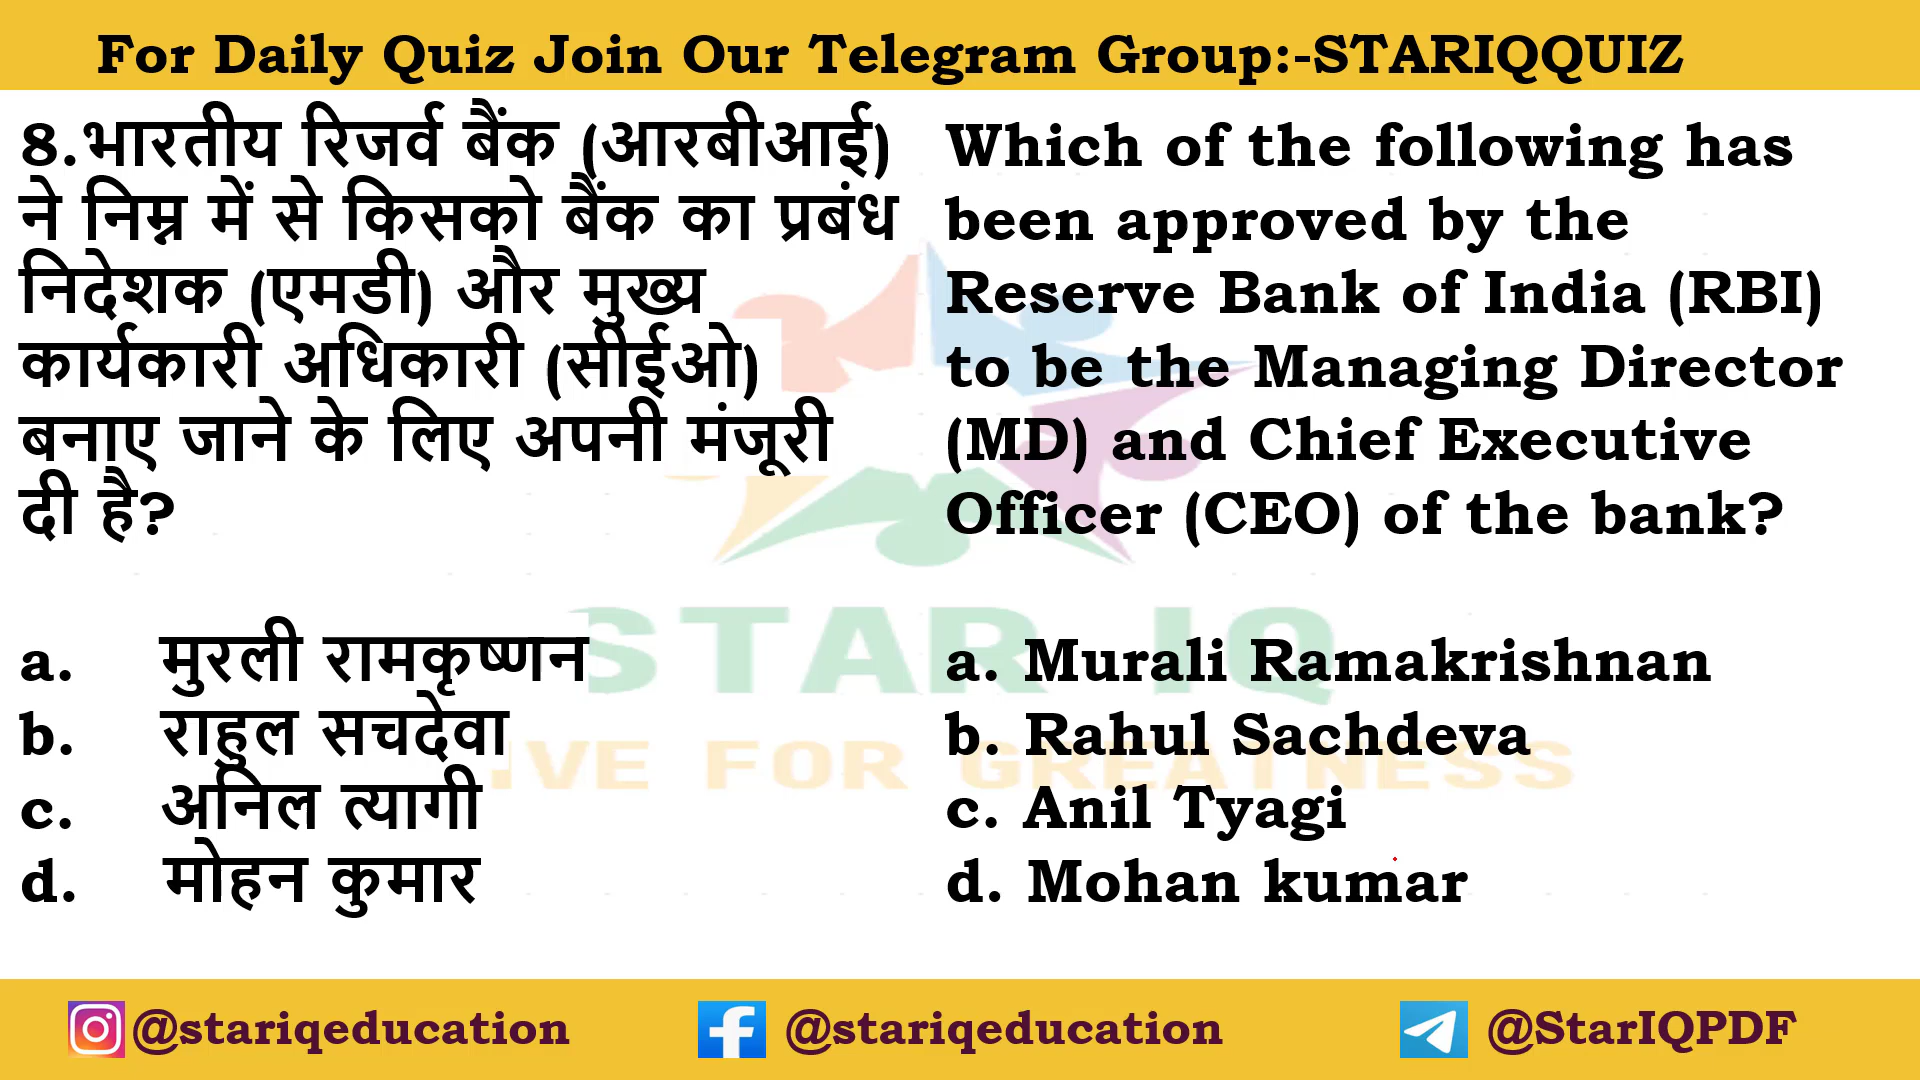 For Daily Quiz Join Our Telegram Group:-STARIQQUIZ
8.भारतीय रिजर्व बैंक (आरबीआई)
ने निम्न में से किसको बैंक का प्रबंध
निदेशक (एमडी) और मुख्य
कार्यकारी अधिकारी (सीईओ)
बनाए जाने के लिए अपनी मंजूरी
दी है?
a. मुरली रामकृष्णन
b. राहुल सचदेवा
c. अनिल त्यागी
d. मोहन कुमार
Which of the following has
been approved by the
Reserve Bank of India (RBI)
to be the Managing Director
(MD) and Chief Executive
Officer (CEO) of the bank?
a. Murali Ramakrishnan
b. Rahul Sachdeva
c. Anil Tyagi
d. Mohan kumar
STAR IQ
FOR GREATNESS
@stariqeducation
@stariqeducation
@StarIQPDF